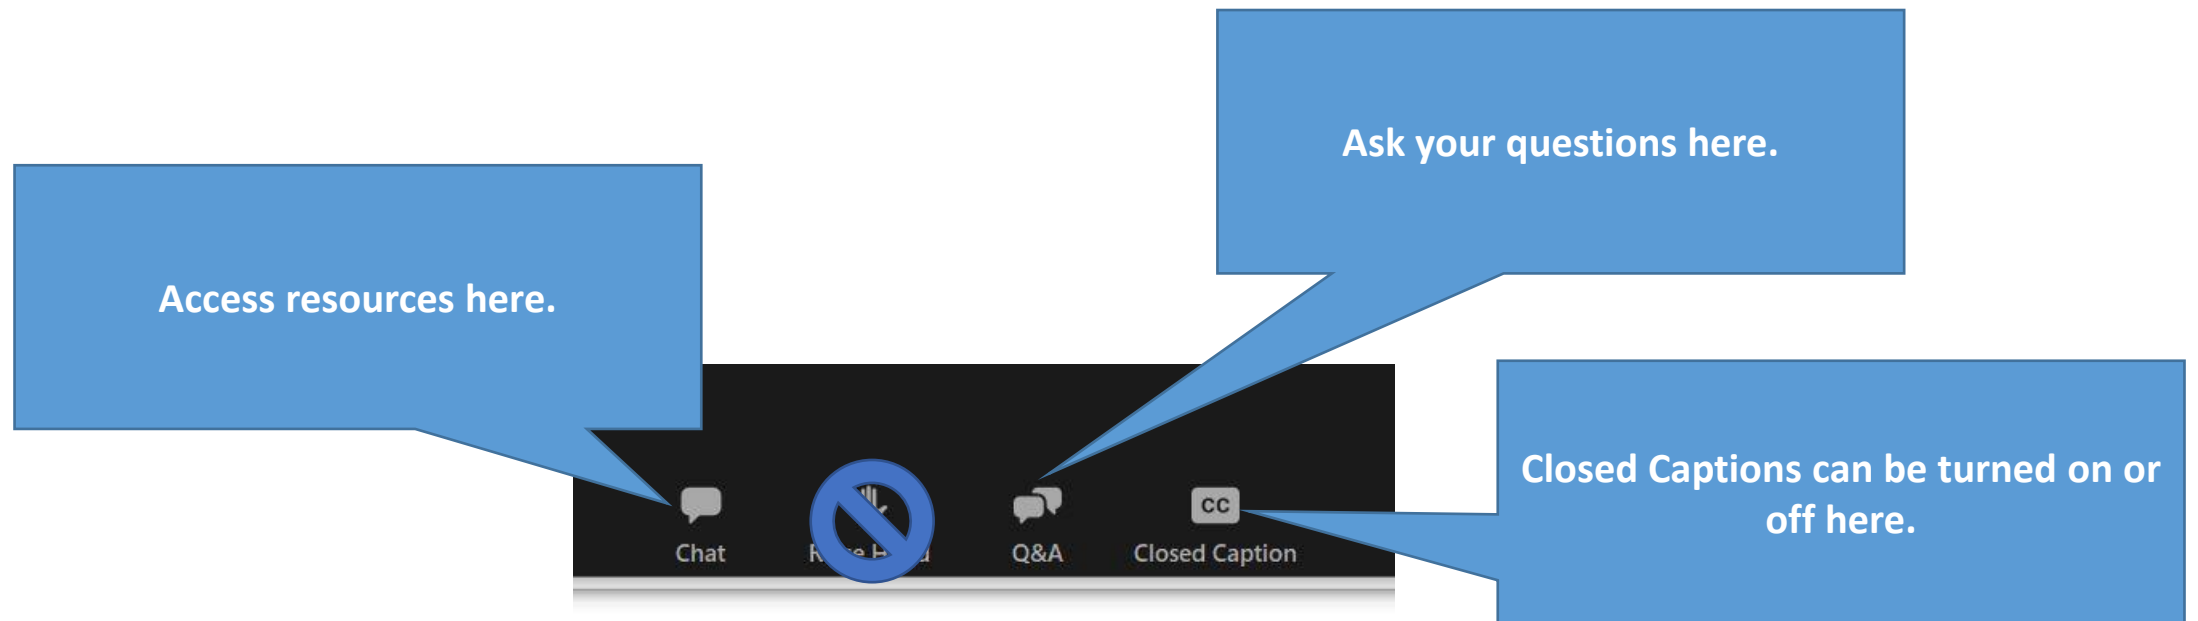 Ask your questions here.
Access resources here.
Closed Captions can be turned on or
off here.
CC
Chat
Q&A
Closed Caption